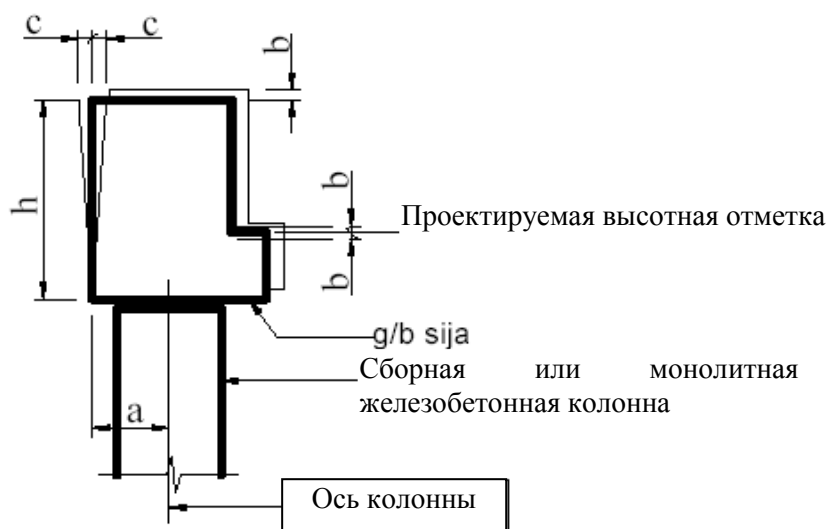 c c
b
h
b
Проектируемая высотная отметка
b
g/b sija
Сборная или монолитная
железобетонная колонна
a
Ось колонны